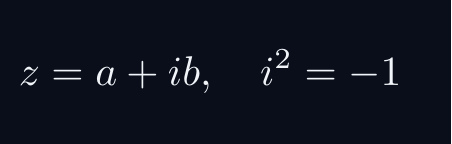 z = a + ib, i² = −1